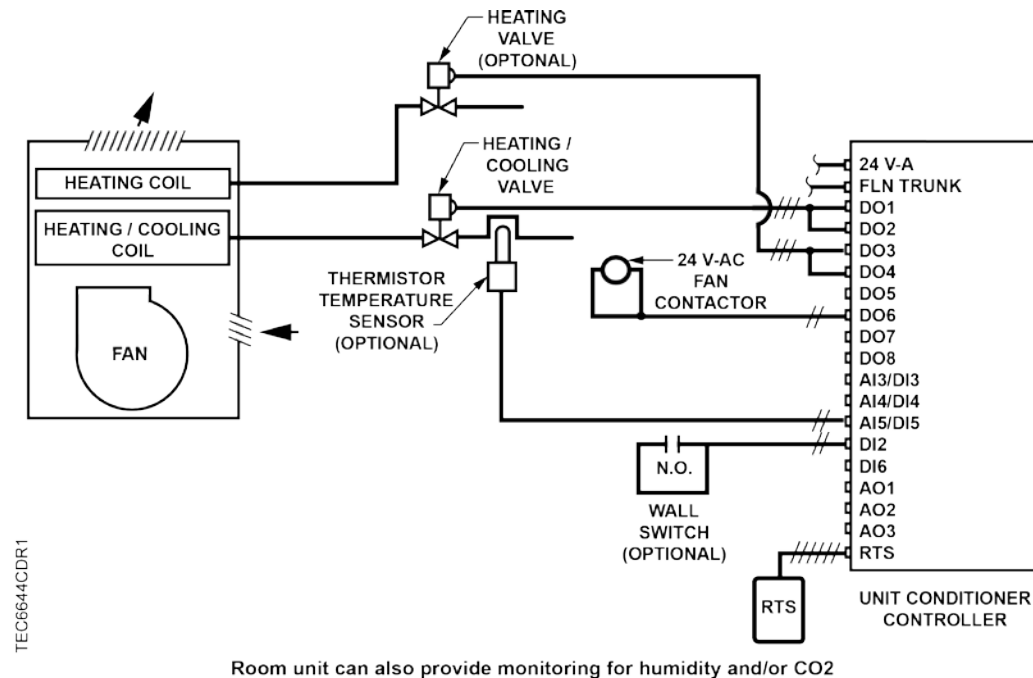 HEATING
VALVE
(OPTONAL)
HEATING /
COOLING
VALVE
HEATING COIL
HEATING / COOLING
COIL
FAN
THERMISTOR
TEMPERATURE
SENSOR
(OPTIONAL)
24 V-AC
FAN
CONTACTOR
N.O.
WALL
SWITCH
(OPTIONAL)
24 V-A
FLN TRUNK
DO1
DO2
DO3
DO4
DO5
DO6
DO7
DO8
AI3/DI3
AI4/DI4
AI5/DI5
DI2
DI6
AO1
AO2
AO3
RTS
RTS
UNIT CONDITIONER
CONTROLLER
TEC6644CDR1
Room unit can also provide monitoring for humidity and/or CO2